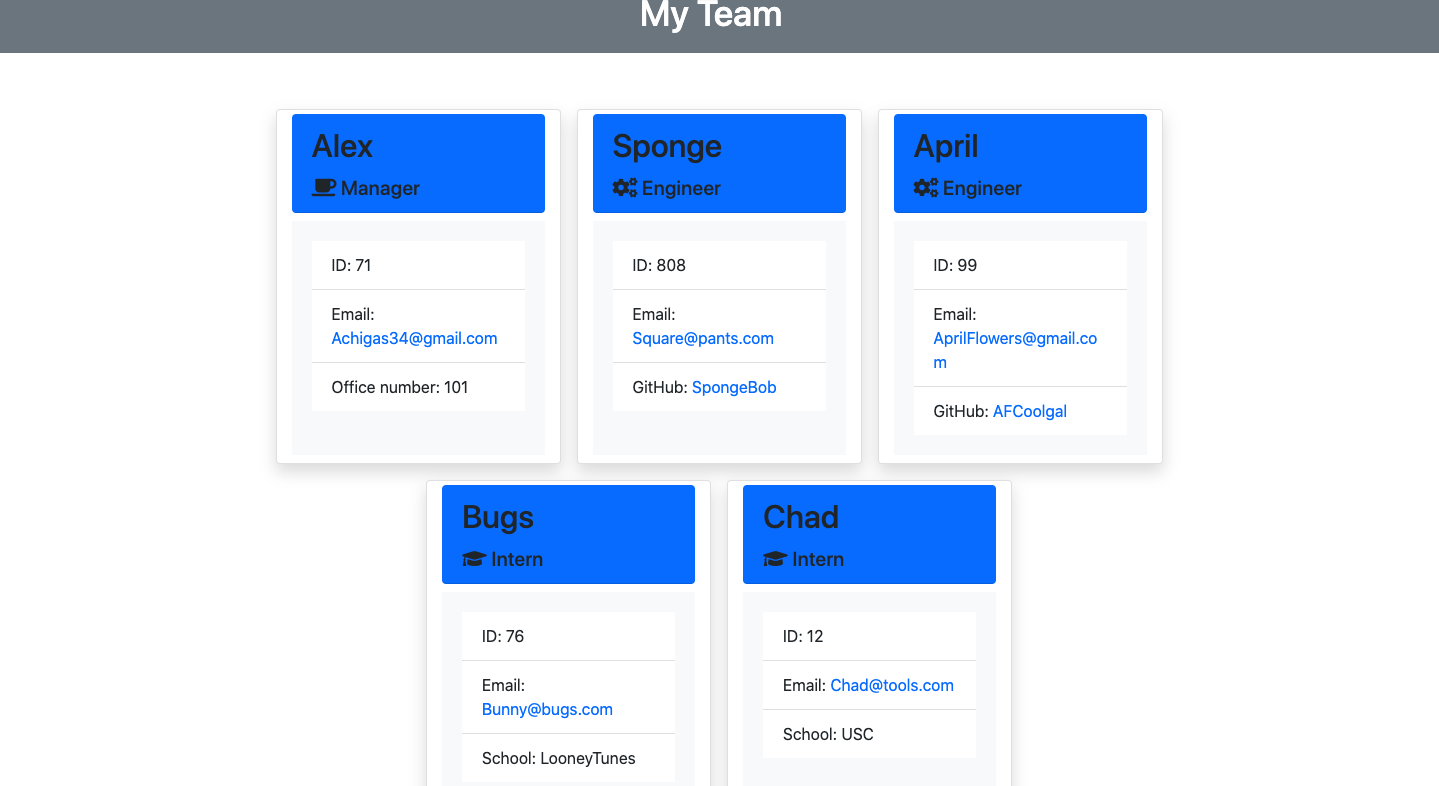 My Team
Alex
Manager
ID: 71
Email:
Achigas34@gmail.com
Office number: 101
Sponge
Engineer
ID: 808
Email:
Square@pants.com
GitHub: SpongeBob
April
Engineer
ID: 99
Email:
AprilFlowers@gmail.co
m
GitHub: AFCoolgal
Bugs
Intern
ID: 76
Email:
Bunny@bugs.com
School: LooneyTunes
Chad
Intern
ID: 12
Email: Chad@tools.com
School: USC